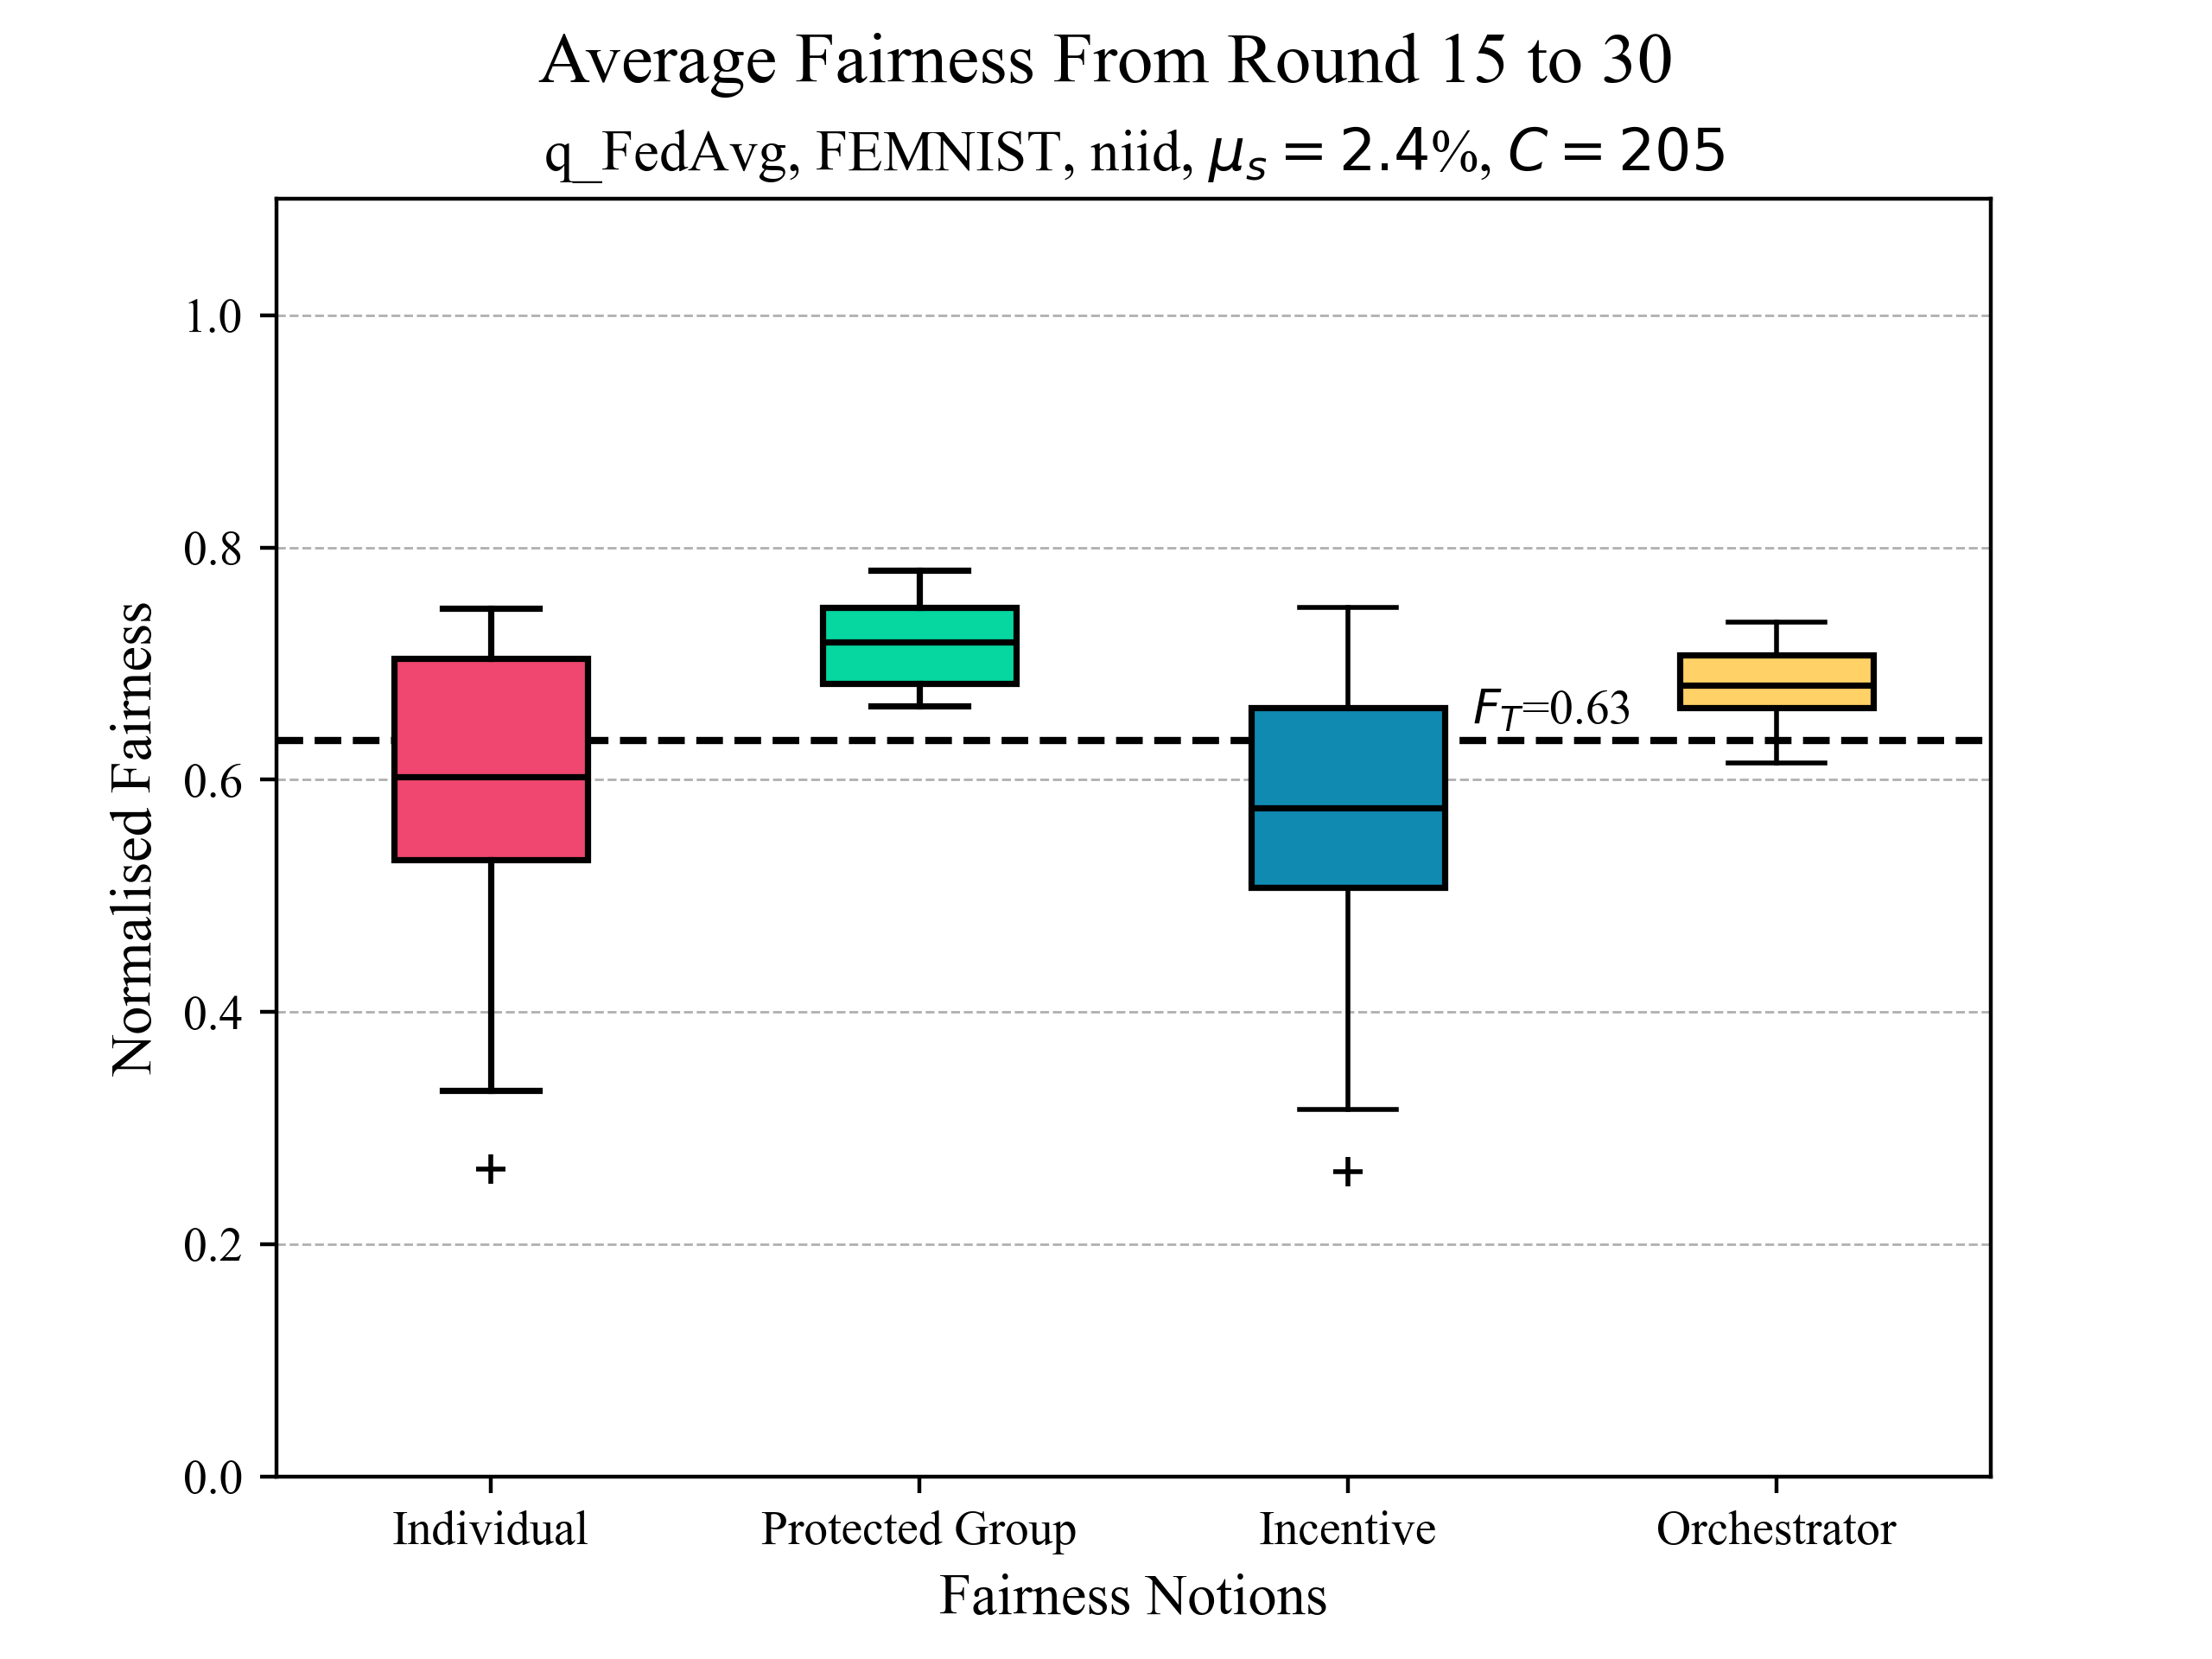 Average Fairness From Round 15 to 30
q_FedAvg, FEMNIST, niid, μₛ = 2.4%, C = 205
Normalised Fairness
1.0
0.8
0.6
0.4
0.2
0.0
F_T=0.63
Individual
Protected Group
Incentive
Orchestrator
Fairness Notions